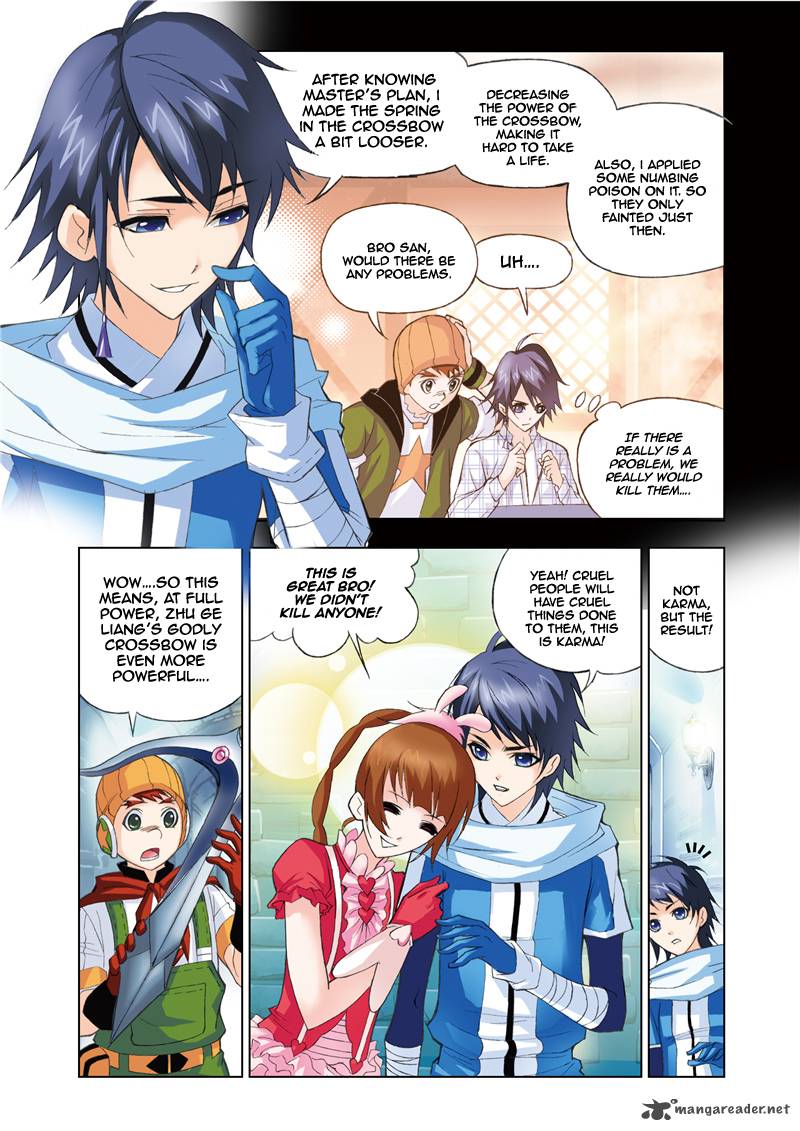 AFTER KNOWING
MASTER'S PLAN, I
MADE THE SPRING
IN THE CROSSBOW
A BIT LOOSER.
DECREASING
THE POWER OF
THE CROSSBOW,
MAKING IT
HARD TO TAKE
A LIFE.
ALSO, I APPLIED
SOME NUMBING
POISON ON IT. SO
THEY ONLY
FAINTED JUST
THEN.
BRO SAN,
WOULD THERE BE
ANY PROBLEMS.
UH....
IF THERE
REALLY IS A
PROBLEM, WE
REALLY WOULD
KILL THEM....
WOW....SO THIS
MEANS, AT FULL
POWER, ZHU GE
LIANG'S GODLY
CROSSBOW IS
EVEN MORE
POWERFUL....
THIS IS
GREAT BRO!
WE DIDN'T
KILL ANYONE!
YEAH! CRUEL
PEOPLE WILL
HAVE CRUEL
THINGS DONE
TO THEM, THIS
IS KARMA!
NOT
KARMA,
BUT THE
RESULT!
mangareader.net